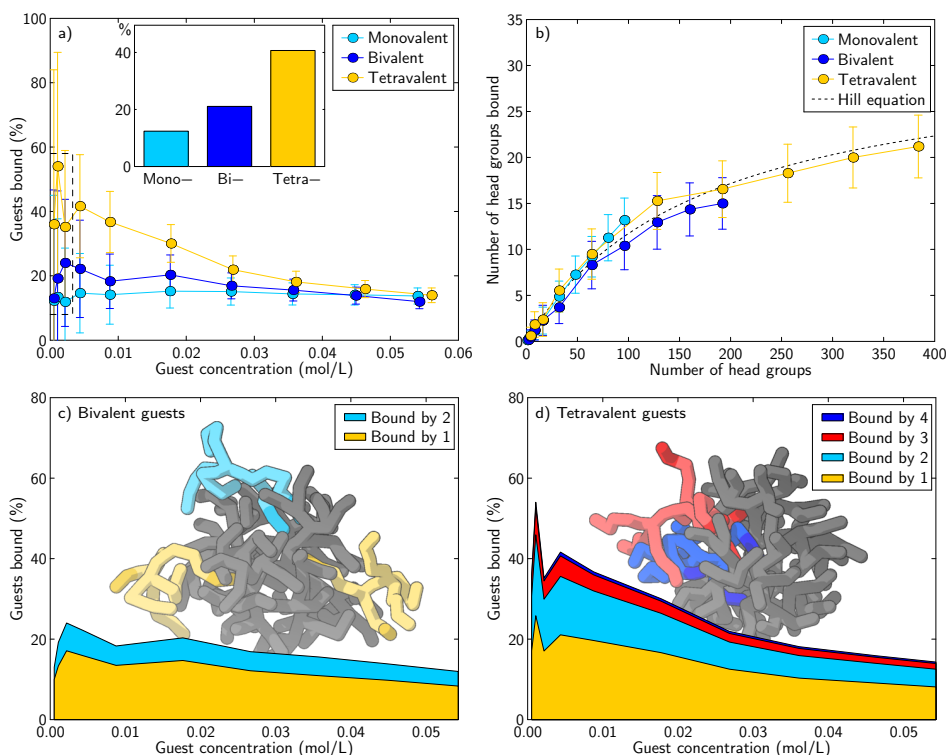 a)
%
40
20
0
Mono– Bi– Tetra–
Monovalent
Bivalent
Tetravalent
100
80
60
40
20
0
0.00 0.01 0.02 0.03 0.04 0.05 0.06
Guests bound (%)
Guest concentration (mol/L)
b)
Monovalent
Bivalent
Tetravalent
Hill equation
35
30
25
20
15
10
5
0
0 50 100 150 200 250 300 350 400
Number of head groups bound
Number of head groups
c) Bivalent guests
Bound by 2
Bound by 1
80
60
40
20
0
0.00 0.01 0.02 0.03 0.04 0.05
Guests bound (%)
Guest concentration (mol/L)
d) Tetravalent guests
Bound by 4
Bound by 3
Bound by 2
Bound by 1
80
60
40
20
0
0.00 0.01 0.02 0.03 0.04 0.05
Guests bound (%)
Guest concentration (mol/L)